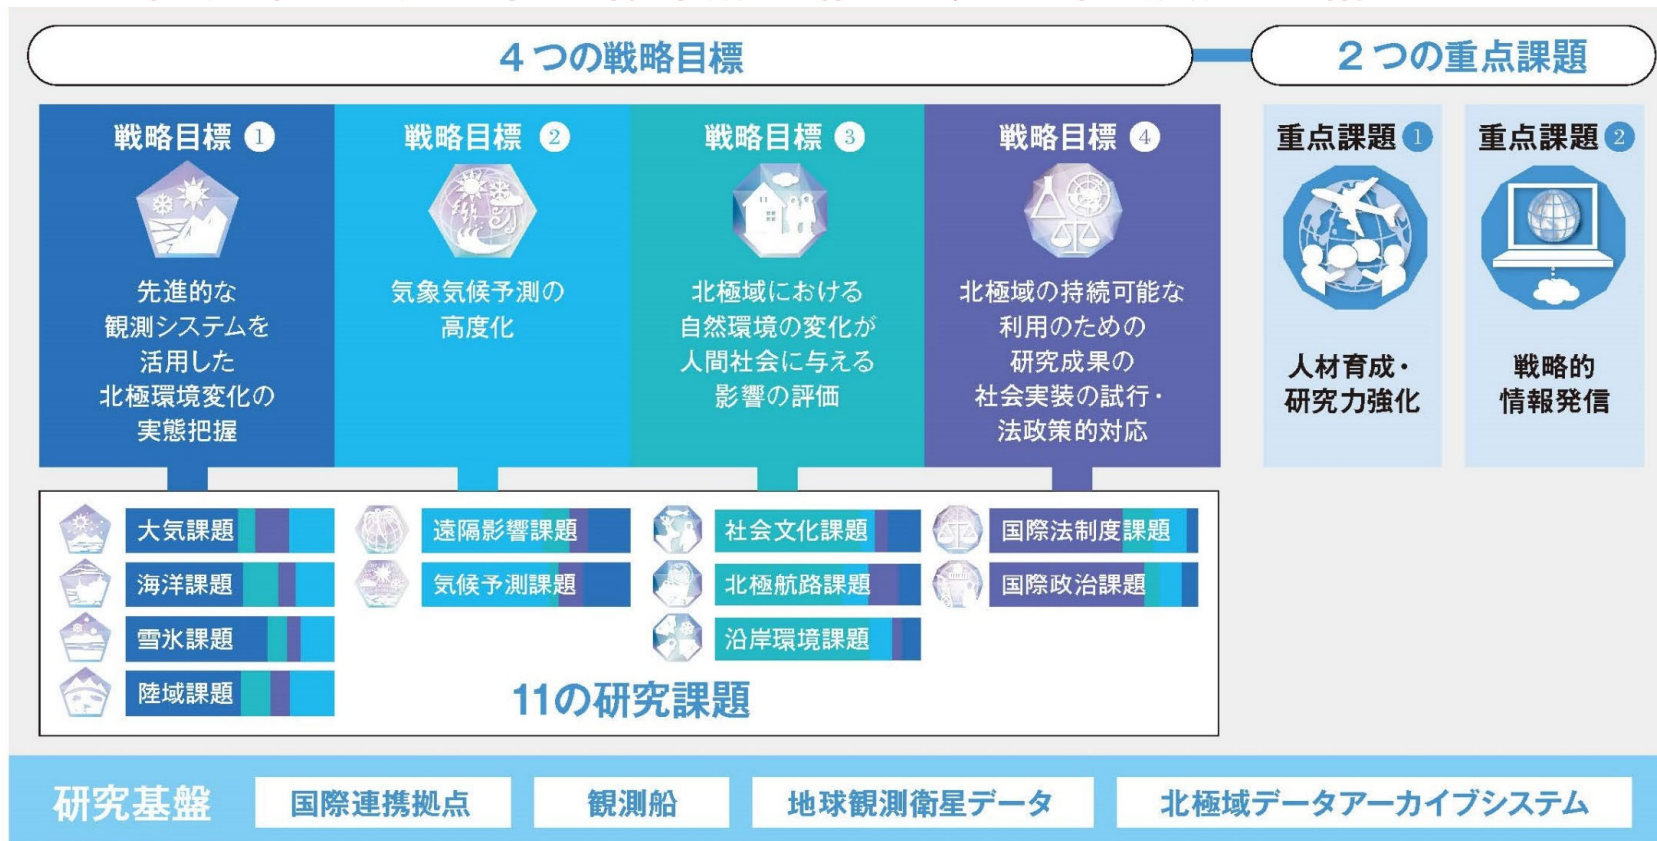 4つの戦略目標
2つの重点課題
戦略目標 1
先進的な
観測システムを
活用した
北極環境変化の
実態把握
戦略目標 2
気象気候予測の
高度化
戦略目標 3
北極域における
自然環境の変化が
人間社会に与える
影響の評価
戦略目標 4
北極域の持続可能な
利用のための
研究成果の
社会実装の試行・
法政策的対応
重点課題 1
人材育成・
研究力強化
重点課題 2
戦略的
情報発信
大気課題
海洋課題
雪氷課題
陸域課題
遠隔影響課題
気候予測課題
社会文化課題
北極航路課題
沿岸環境課題
国際法制度課題
国際政治課題
11の研究課題
研究基盤
国際連携拠点
観測船
地球観測衛星データ
北極域データアーカイブシステム